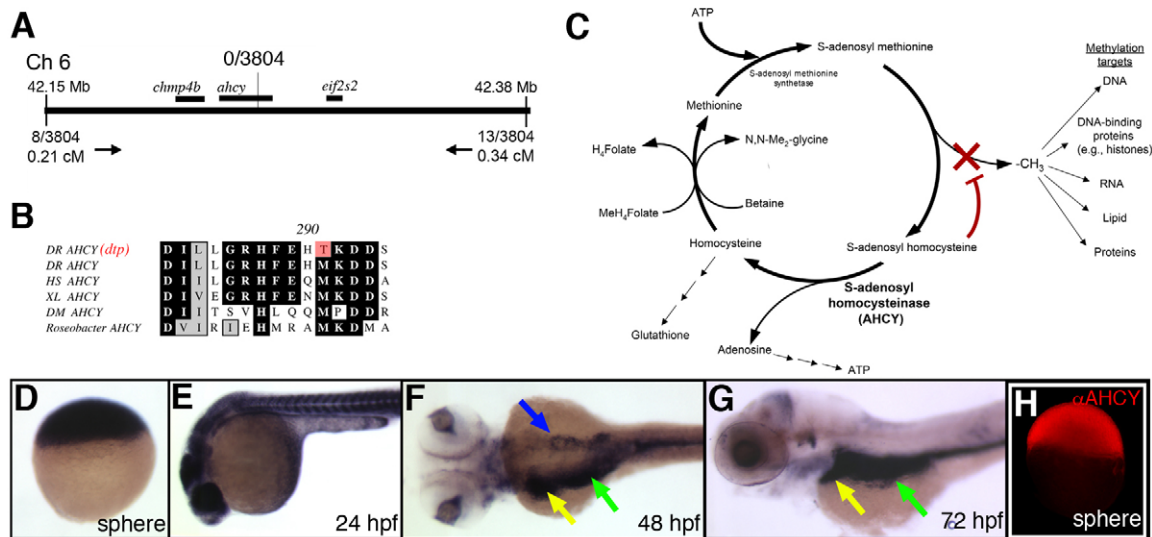 A
Ch 6
0/3804
42.15 Mb
chmp4b
ahcy
eif2s2
42.38 Mb
8/3804
0.21 cM
13/3804
0.34 cM
B
290
DR AHCY (dtp) D I L L G R H F E H T K D D S
DR AHCY D I L L G R H F E H M K D D S
HS AHCY D I I L G R H F E Q M K D D A
XL AHCY D I V E G R H F E N M K D D S
DM AHCY D I I T S V H L Q Q M P D D R
Roseobacter AHCY D V I R I E H M R A M K D M A
C
ATP
S-adenosyl methionine
S-adenosyl methionine
synthetase
Methionine
H4Folate
N,N-Me2-glycine
MeH4Folate
Betaine
Homocysteine
S-adenosyl homocysteine
S-adenosyl
homocysteinase
(AHCY)
Glutathione
Adenosine
ATP
-CH3
Methylation
targets
DNA
DNA-binding
proteins
(e.g., histones)
RNA
Lipid
Proteins
D
sphere
E
24 hpf
F
48 hpf
G
72 hpf
H
αAHCY
sphere